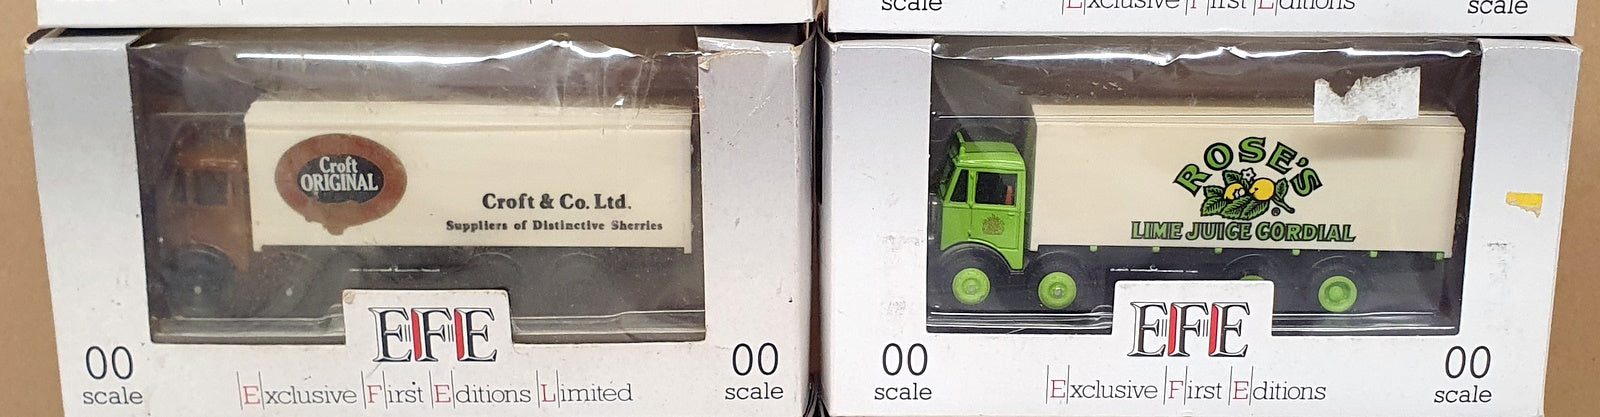 scale
Exclusive First Editions
scale
Croft
ORIGINAL
Croft & Co. Ltd.
Suppliers of Distinctive Sherries
EFE
00
scale
00
scale
Exclusive First Editions Limited
ROSE'S
®
LIME JUICE CORDIAL
EFE
00
scale
00
scale
Exclusive First Editions